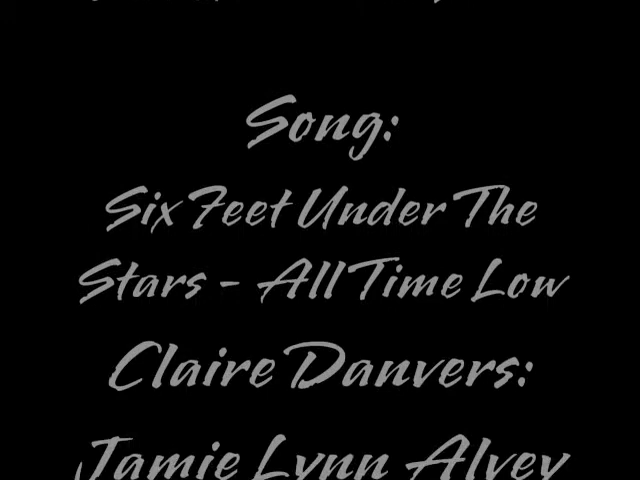 Song:
Six Feet Under The
Stars - All Time Low
Claire Danvers:
Jamie Lynn Alvey